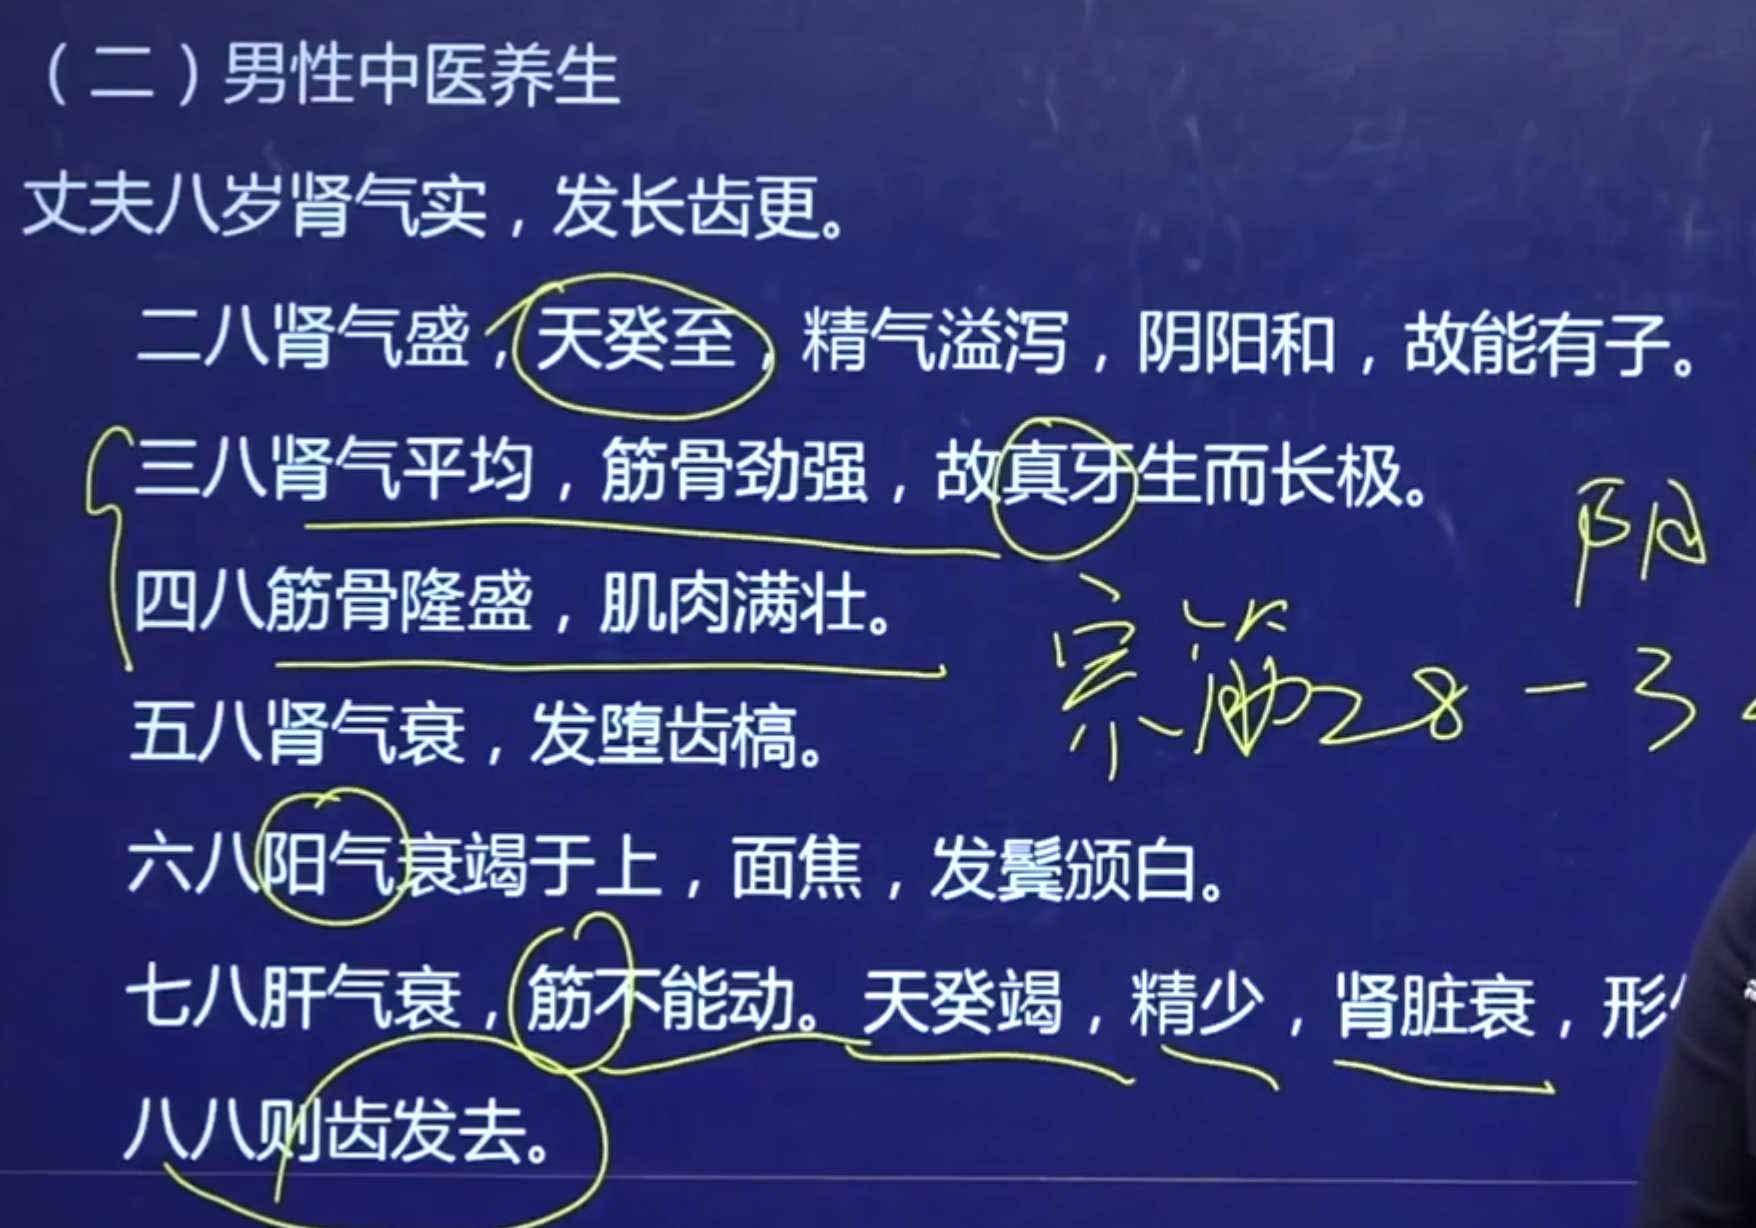 （二）男性中医养生
丈夫八岁肾气实，发长齿更。
二八肾气盛，天癸至，精气溢泻，阴阳和，故能有子。
三八肾气平均，筋骨劲强，故真牙生而长极。
四八筋骨隆盛，肌肉满壮。
阳
宗筋28-3
五八肾气衰，发堕齿槁。
六八阳气衰竭于上，面焦，发鬓颁白。
七八肝气衰，筋不能动。天癸竭，精少，肾脏衰，形
八八则齿发去。